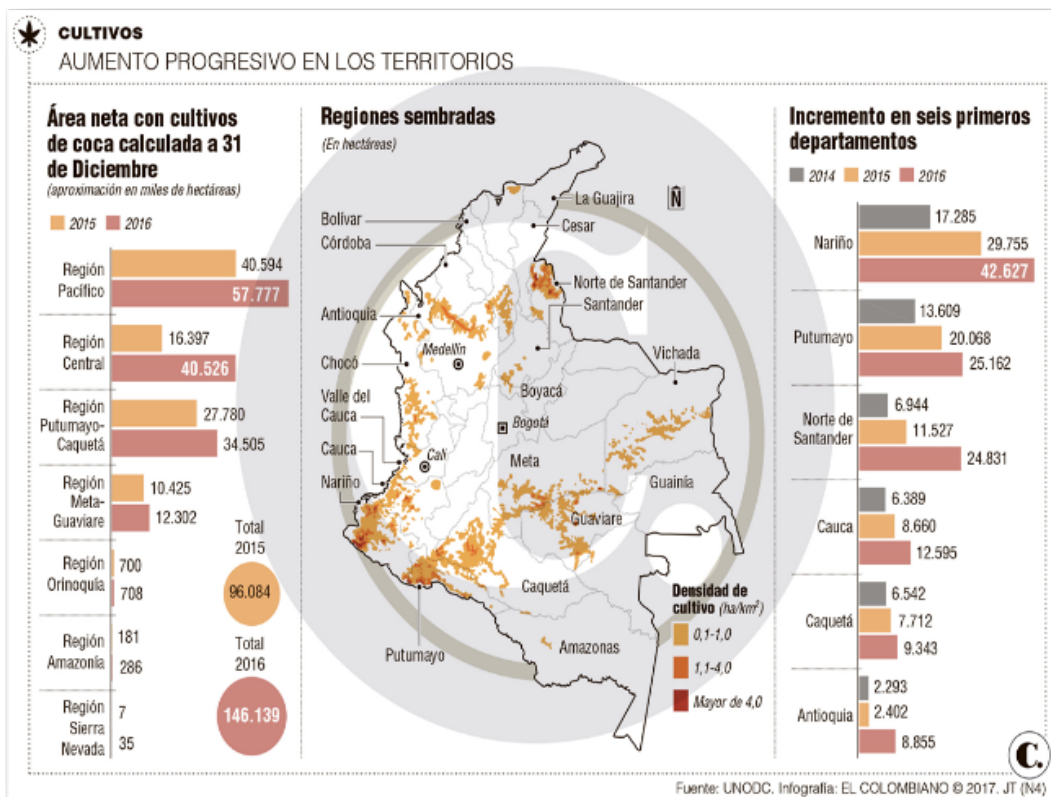 CULTIVOS
AUMENTO PROGRESIVO EN LOS TERRITORIOS
Área neta con cultivos
de coca calculada a 31
de Diciembre
(aproximación en miles de hectáreas)
2015 2016
Región
Pacífico
40.594
57.777
Región
Central
16.397
40.526
Región
Putumayo-
Caquetá
27.780
34.505
Región
Meta-
Guaviare
10.425
12.302
Región
Orinoquía
700
708
Región
Amazonía
181
286
Región
Sierra
Nevada
7
35
Total
2015
96.084
Total
2016
146.139
Regiones sembradas
(En hectáreas)
N
La Guajira
Bolívar
Cesar
Córdoba
Norte de Santander
Santander
Antioquia
Medellín
Vichada
Chocó
Boyacá
Valle del
Cauca
Bogotá
Cauca
Cali
Meta
Nariño
Guainía
Guaviare
Caquetá
Putumayo
Amazonas
Densidad de
cultivo (ha/km²)
0,1-1,0
1,1-4,0
Mayor de 4,0
Incremento en seis primeros
departamentos
2014 2015 2016
Nariño
17.285
29.755
42.627
Putumayo
13.609
20.068
25.162
Norte de
Santander
6.944
11.527
24.831
Cauca
6.389
8.660
12.595
Caquetá
6.542
7.712
9.343
Antioquia
2.293
2.402
8.855
C.
Fuente: UNODC. Infografía: EL COLOMBIANO © 2017. JT (N4)